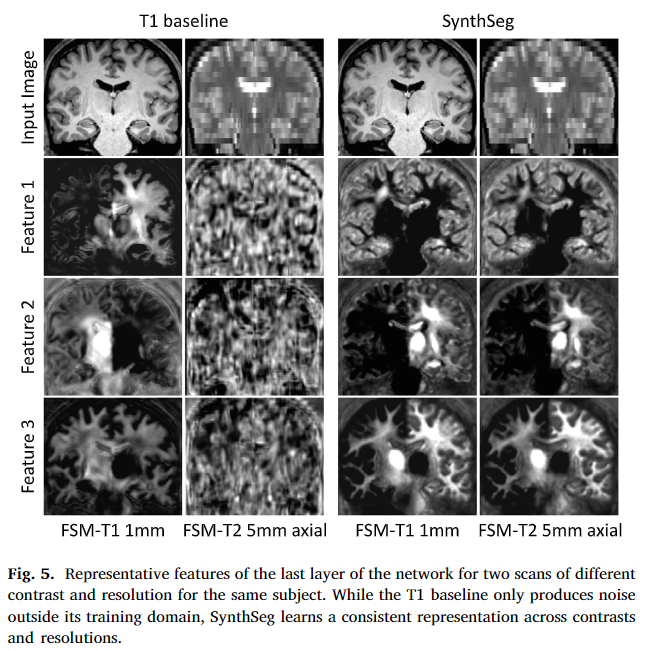 T1 baseline
SynthSeg
Input Image
Feature 1
Feature 2
Feature 3
FSM-T1 1mm
FSM-T2 5mm axial
FSM-T1 1mm
FSM-T2 5mm axial
Fig. 5. Representative features of the last layer of the network for two scans of different
contrast and resolution for the same subject. While the T1 baseline only produces noise
outside its training domain, SynthSeg learns a consistent representation across contrasts
and resolutions.